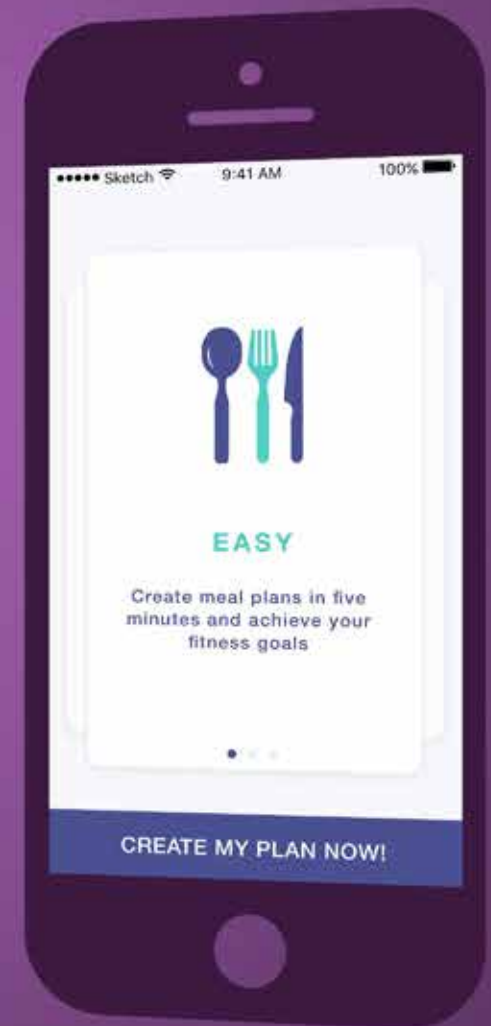 Sketch 9:41 AM 100%
EASY
Create meal plans in five
minutes and achieve your
fitness goals
CREATE MY PLAN NOW!